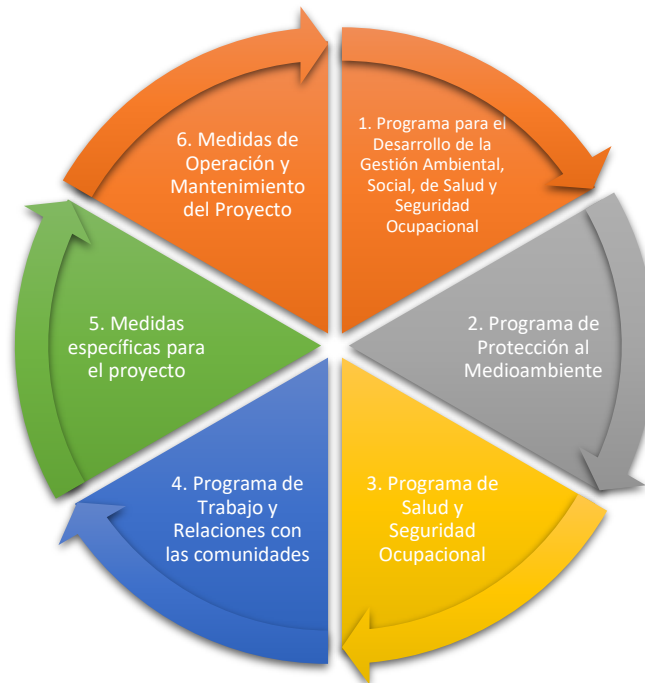 1. Programa para el
Desarrollo de la
Gestión Ambiental,
Social, de Salud y
Seguridad
Ocupacional
2. Programa de
Protección al
Medioambiente
3. Programa de
Salud y
Seguridad
Ocupacional
4. Programa de
Trabajo y
Relaciones con
las comunidades
5. Medidas
específicas para
el proyecto
6. Medidas de
Operación y
Mantenimiento
del Proyecto